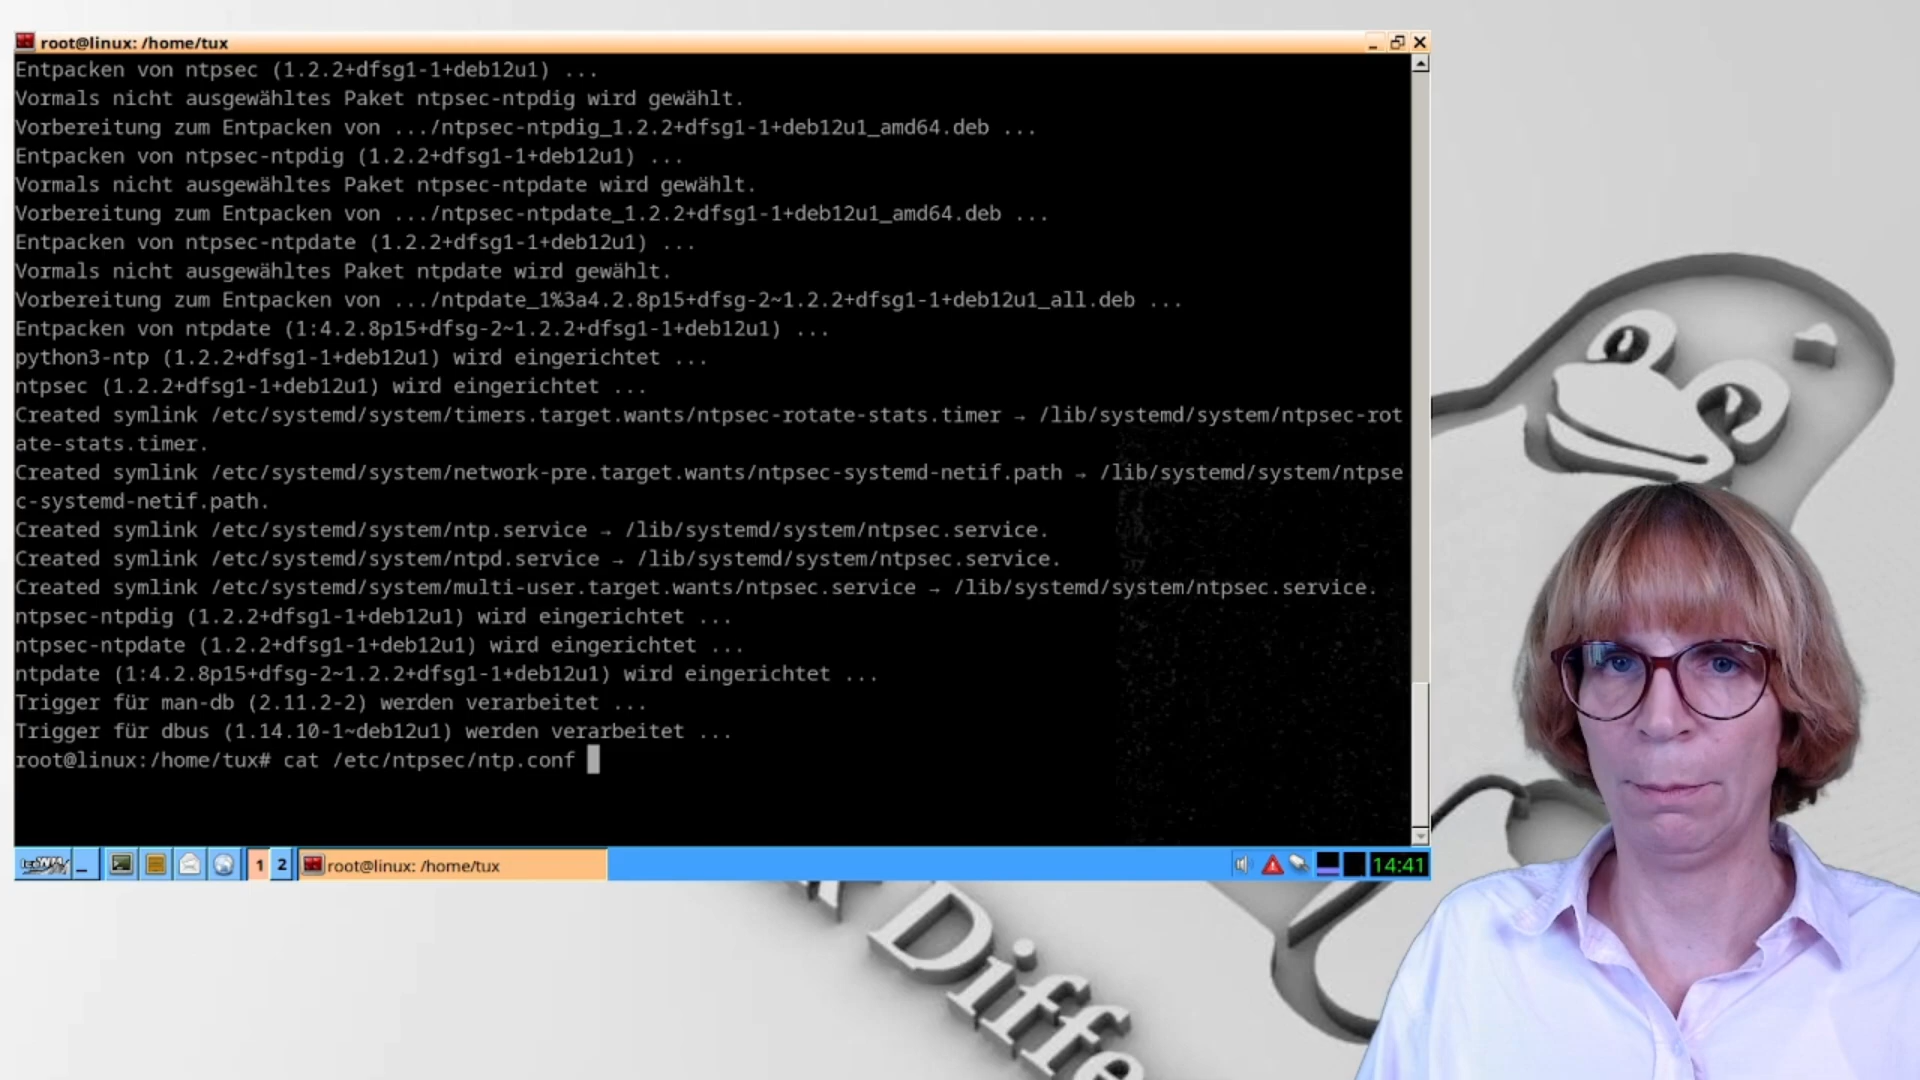 root@linux: /home/tux
Entpacken von ntpsec (1.2.2+dfsg1-1+deb12u1) ...
Vormals nicht ausgewähltes Paket ntpsec-ntpdig wird gewählt.
Vorbereitung zum Entpacken von .../ntpsec-ntpdig_1.2.2+dfsg1-1+deb12u1_amd64.deb ...
Entpacken von ntpsec-ntpdig (1.2.2+dfsg1-1+deb12u1) ...
Vormals nicht ausgewähltes Paket ntpsec-ntpdate wird gewählt.
Vorbereitung zum Entpacken von .../ntpsec-ntpdate_1.2.2+dfsg1-1+deb12u1_amd64.deb ...
Entpacken von ntpsec-ntpdate (1.2.2+dfsg1-1+deb12u1) ...
Vormals nicht ausgewähltes Paket ntpdate wird gewählt.
Vorbereitung zum Entpacken von .../ntpdate_1%3a4.2.8p15+dfsg-2~1.2.2+dfsg1-1+deb12u1_all.deb ...
Entpacken von ntpdate (1:4.2.8p15+dfsg-2~1.2.2+dfsg1-1+deb12u1) ...
python3-ntp (1.2.2+dfsg1-1+deb12u1) wird eingerichtet ...
ntpsec (1.2.2+dfsg1-1+deb12u1) wird eingerichtet ...
Created symlink /etc/systemd/system/timers.target.wants/ntpsec-rotate-stats.timer → /lib/systemd/system/ntpsec-rot
ate-stats.timer.
Created symlink /etc/systemd/system/network-pre.target.wants/ntpsec-systemd-netif.path → /lib/systemd/system/ntpse
c-systemd-netif.path.
Created symlink /etc/systemd/system/ntp.service → /lib/systemd/system/ntpsec.service.
Created symlink /etc/systemd/system/ntpd.service → /lib/systemd/system/ntpsec.service.
Created symlink /etc/systemd/system/multi-user.target.wants/ntpsec.service → /lib/systemd/system/ntpsec.service.
ntpsec-ntpdig (1.2.2+dfsg1-1+deb12u1) wird eingerichtet ...
ntpsec-ntpdate (1.2.2+dfsg1-1+deb12u1) wird eingerichtet ...
ntpdate (1:4.2.8p15+dfsg-2~1.2.2+dfsg1-1+deb12u1) wird eingerichtet ...
Trigger für man-db (2.11.2-2) werden verarbeitet ...
Trigger für dbus (1.14.10-1~deb12u1) werden verarbeitet ...
root@linux:/home/tux# cat /etc/ntpsec/ntp.conf
IceWM 1 2 root@linux: /home/tux 14:41
Diffe